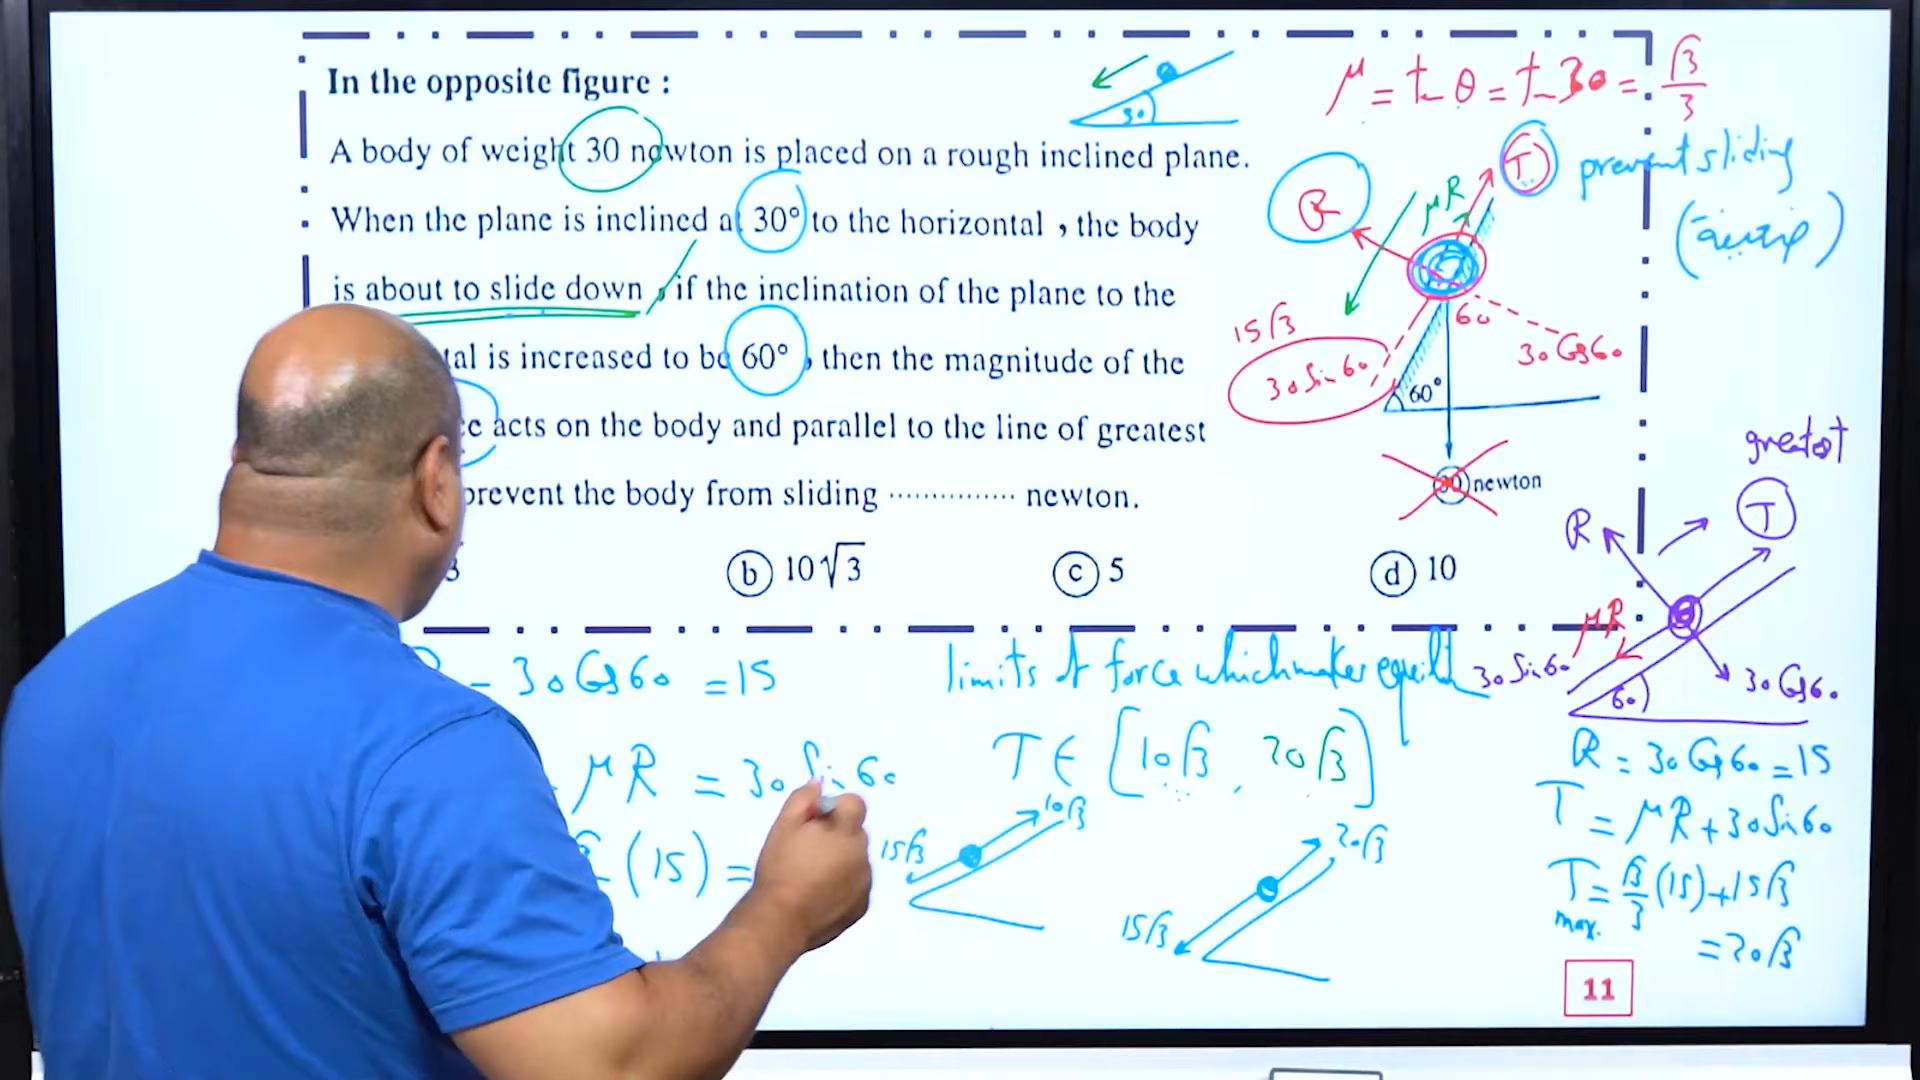 In the opposite figure :
A body of weight 30 newton is placed on a rough inclined plane.
When the plane is inclined at 30° to the horizontal , the body
is about to slide down , if the inclination of the plane to the
tal is increased to be 60° , then the magnitude of the
acts on the body and parallel to the line of greatest
prevent the body from sliding ............... newton.
3
b 10√3
c 5
d 10
30
μ = tan θ = tan 30 = √3/3
T
prevent sliding
R
μR
15√3
30 Sin 60
60
30 Cos 60
60°
30 newton
greatest
R
T
μR
30 Sin 60
60
30 Cos 60
R = 30 Cos 60 = 15
T = μR + 30 Sin 60
T max. = √3/3 (15) + 15√3
= 20√3
= 30 Cos 60 = 15
μR = 30 Sin 60
(15) =
limits of force which makes equilib
T ∈ [10√3 , 20√3]
15√3
10√3
15√3
20√3
11